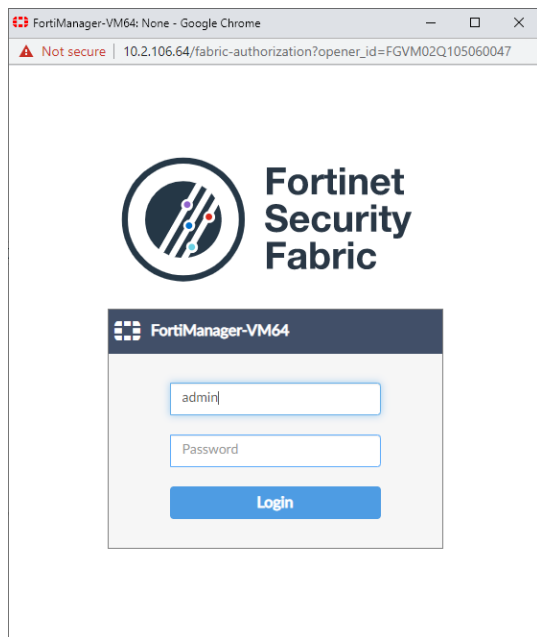 FortiManager-VM64: None - Google Chrome
Not secure | 10.2.106.64/fabric-authorization?opener_id=FGVM02Q105060047
Fortinet
Security
Fabric
FortiManager-VM64
admin
Password
Login